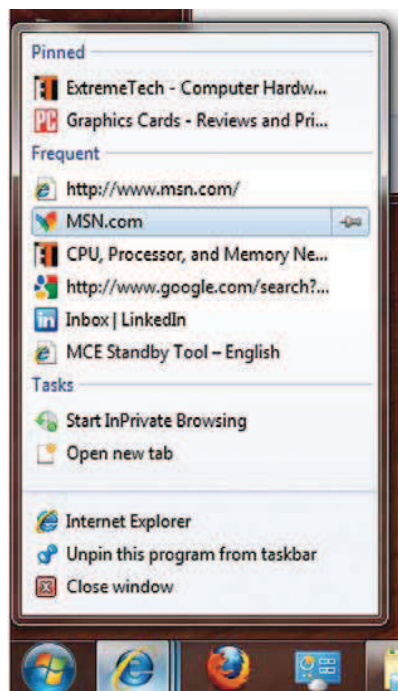 Pinned
ExtremeTech - Computer Hardw...
PC Graphics Cards - Reviews and Pri...
Frequent
http://www.msn.com/
MSN.com
CPU, Processor, and Memory Ne...
http://www.google.com/search?...
in Inbox | LinkedIn
MCE Standby Tool – English
Tasks
Start InPrivate Browsing
Open new tab
Internet Explorer
Unpin this program from taskbar
Close window